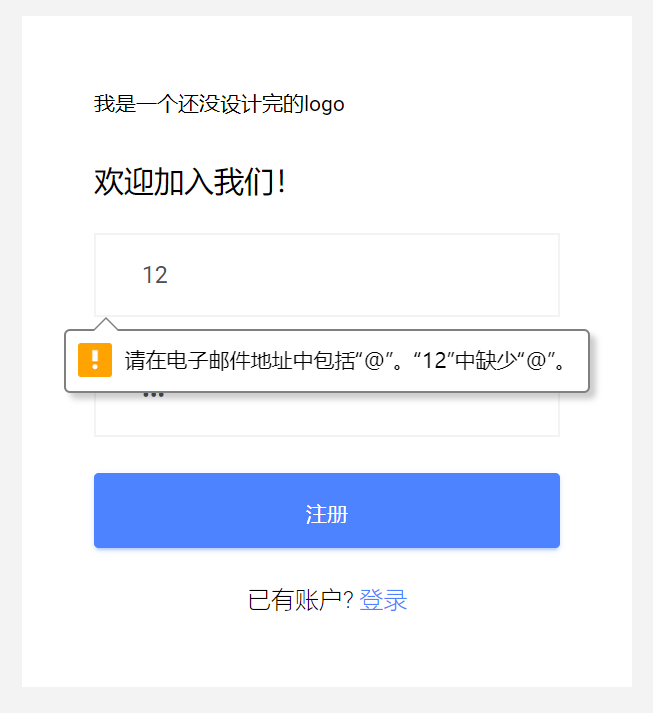 我是一个还没设计完的logo
欢迎加入我们！
12
请在电子邮件地址中包括“@”。“12”中缺少“@”。
注册
已有账户? 登录